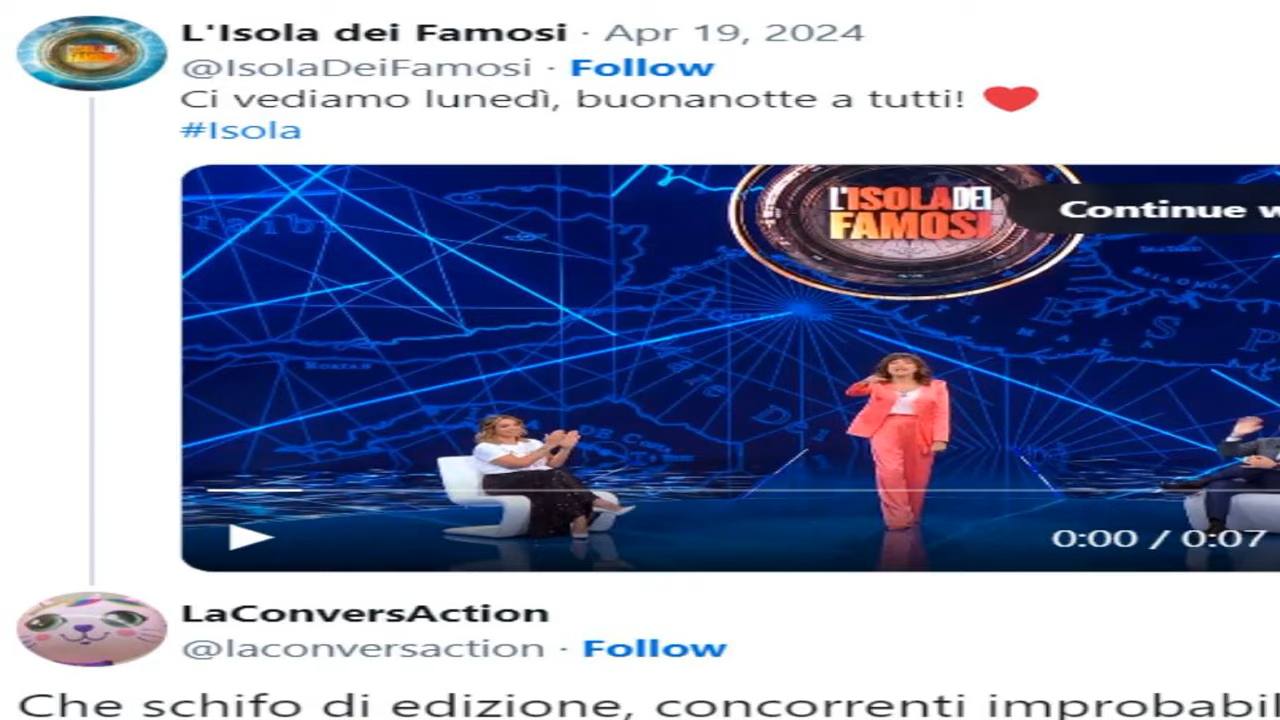 L'Isola dei Famosi · Apr 19, 2024
@IsolaDeiFamosi · Follow
Ci vediamo lunedì, buonanotte a tutti! ❤️
#Isola
L'ISOLA DEI
FAMOSI
Continue w
0:00 / 0:07
LaConversAction
@laconversaction · Follow
Che schifo di edizione, concorrenti improbabil